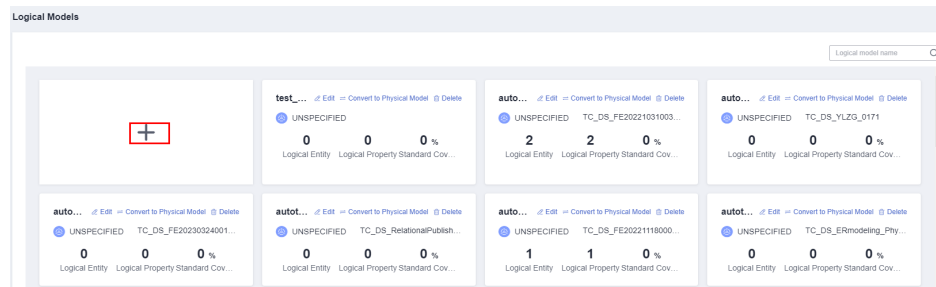 Logical Models
Logical model name
test_... Edit Convert to Physical Model Delete
UNSPECIFIED
0 0 0 %
Logical Entity Logical Property Standard Cov...
auto... Edit Convert to Physical Model Delete
UNSPECIFIED TC_DS_FE20221031003...
2 2 0 %
Logical Entity Logical Property Standard Cov...
auto... Edit Convert to Physical Model Delete
UNSPECIFIED TC_DS_YLZG_0171
0 0 0 %
Logical Entity Logical Property Standard Cov...
auto... Edit Convert to Physical Model Delete
UNSPECIFIED TC_DS_FE20230324001...
0 0 0 %
Logical Entity Logical Property Standard Cov...
autot... Edit Convert to Physical Model Delete
UNSPECIFIED TC_DS_RelationalPublish...
0 0 0 %
Logical Entity Logical Property Standard Cov...
auto... Edit Convert to Physical Model Delete
UNSPECIFIED TC_DS_FE20221118000...
1 1 0 %
Logical Entity Logical Property Standard Cov...
autot... Edit Convert to Physical Model Delete
UNSPECIFIED TC_DS_ERmodeling_Phy...
0 0 0 %
Logical Entity Logical Property Standard Cov...